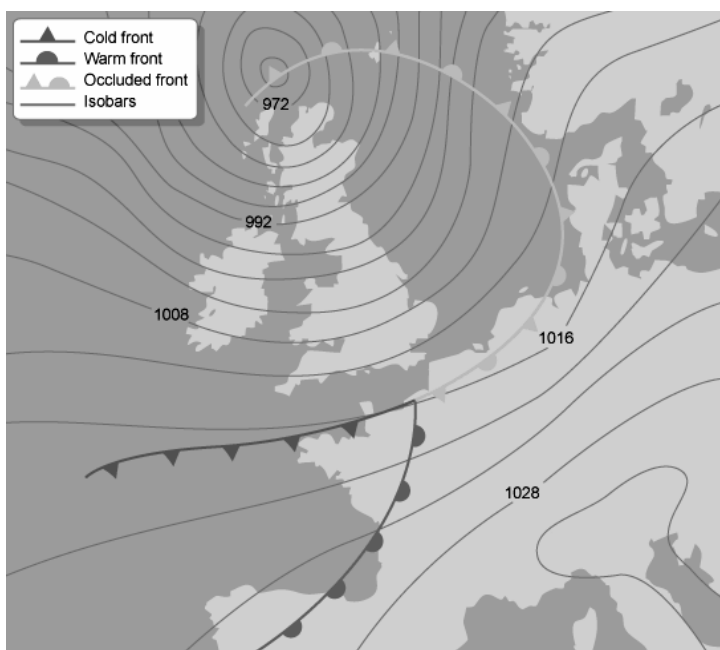 Cold front
Warm front
Occluded front
Isobars
972
992
1008
1016
1028